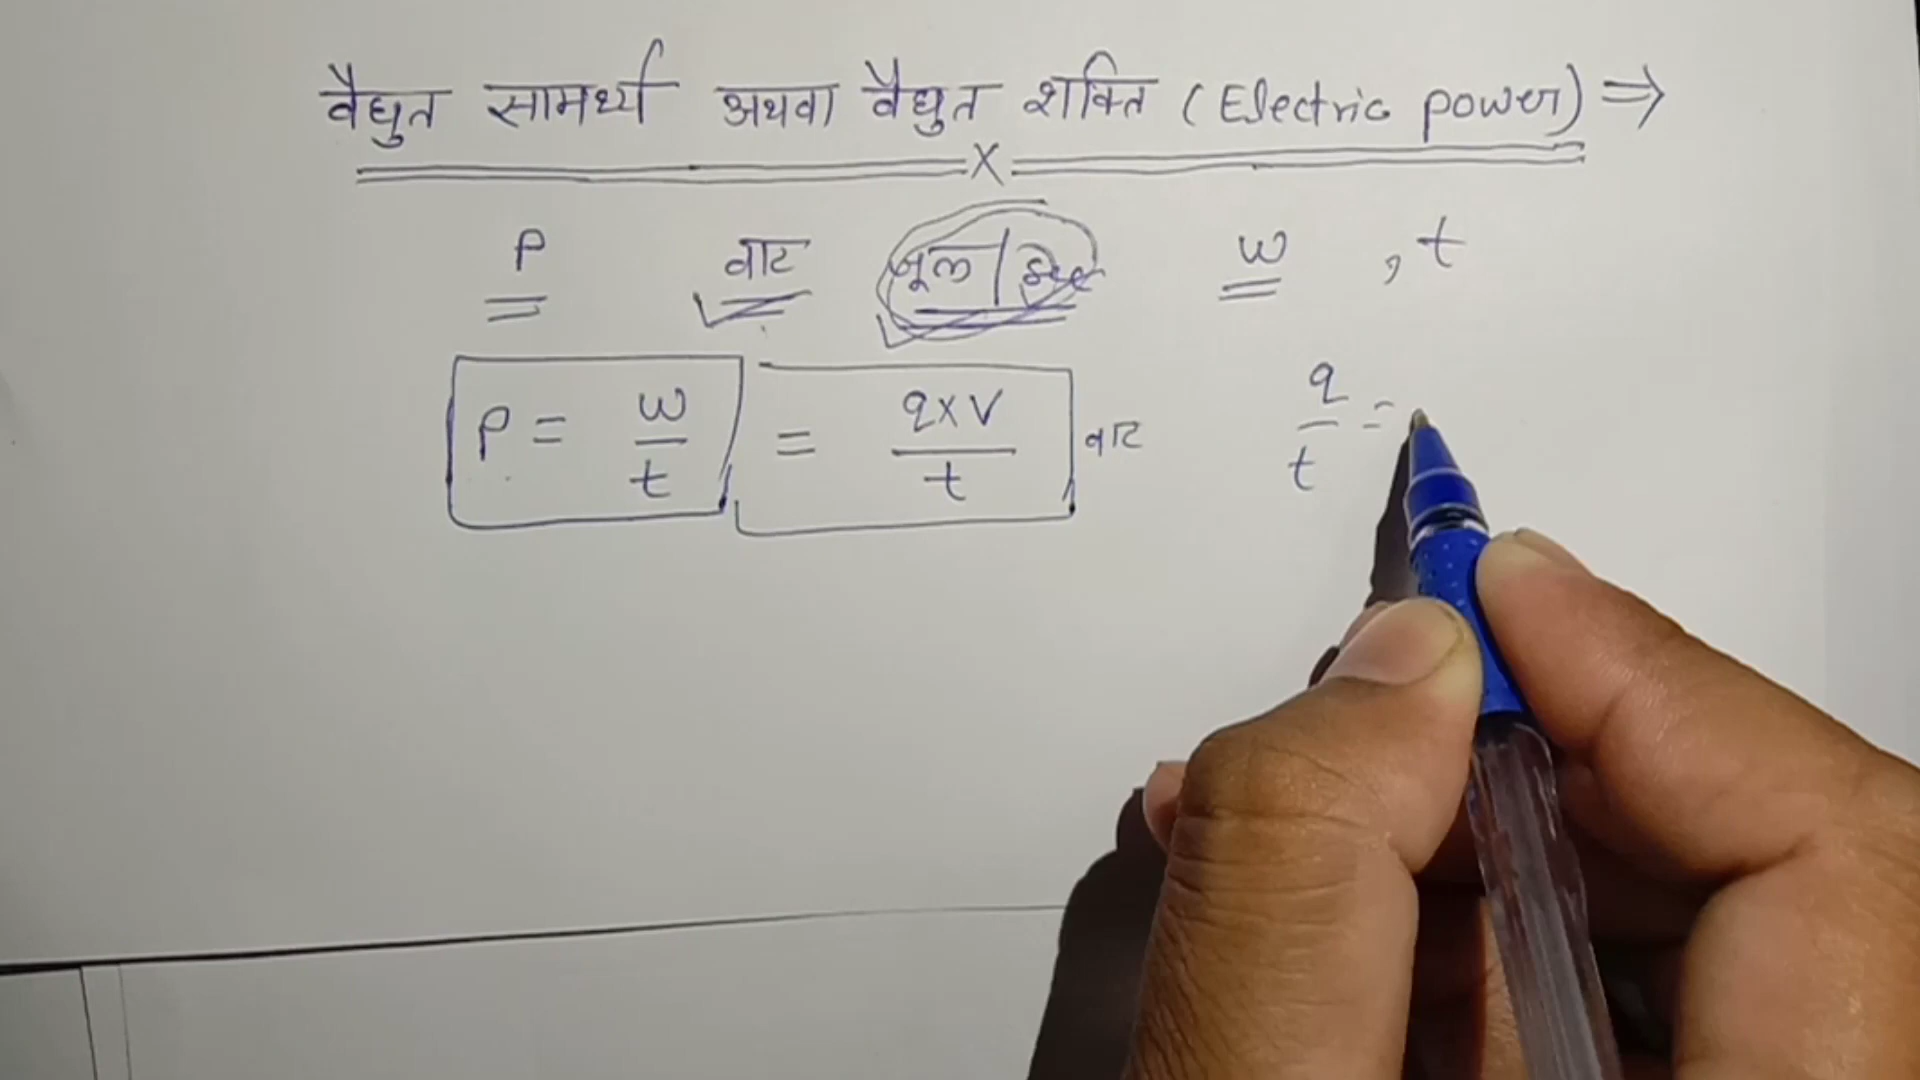 वैद्युत सामर्थ्य अथवा वैद्युत शक्ति (Electric power) ⇒
x
P वाट जूल/ w , t
P = w/t = q×v/t वाट q/t =